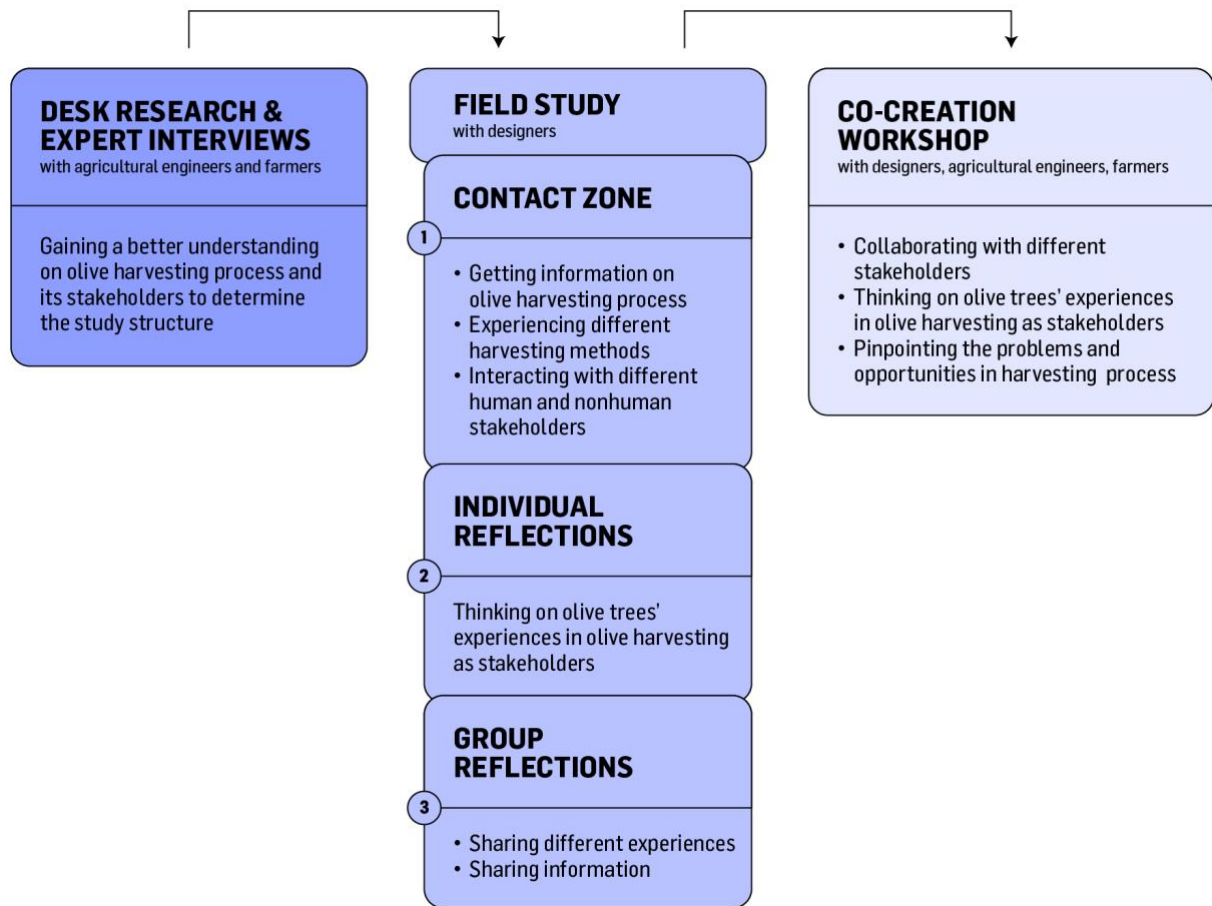 DESK RESEARCH &
EXPERT INTERVIEWS
with agricultural engineers and farmers
Gaining a better understanding
on olive harvesting process and
its stakeholders to determine
the study structure
FIELD STUDY
with designers
CONTACT ZONE
1
• Getting information on
olive harvesting process
• Experiencing different
harvesting methods
• Interacting with different
human and nonhuman
stakeholders
INDIVIDUAL
REFLECTIONS
2
Thinking on olive trees'
experiences in olive harvesting
as stakeholders
GROUP
REFLECTIONS
3
• Sharing different experiences
• Sharing information
CO-CREATION
WORKSHOP
with designers, agricultural engineers, farmers
• Collaborating with different
stakeholders
• Thinking on olive trees' experiences
in olive harvesting as stakeholders
• Pinpointing the problems and
opportunities in harvesting process